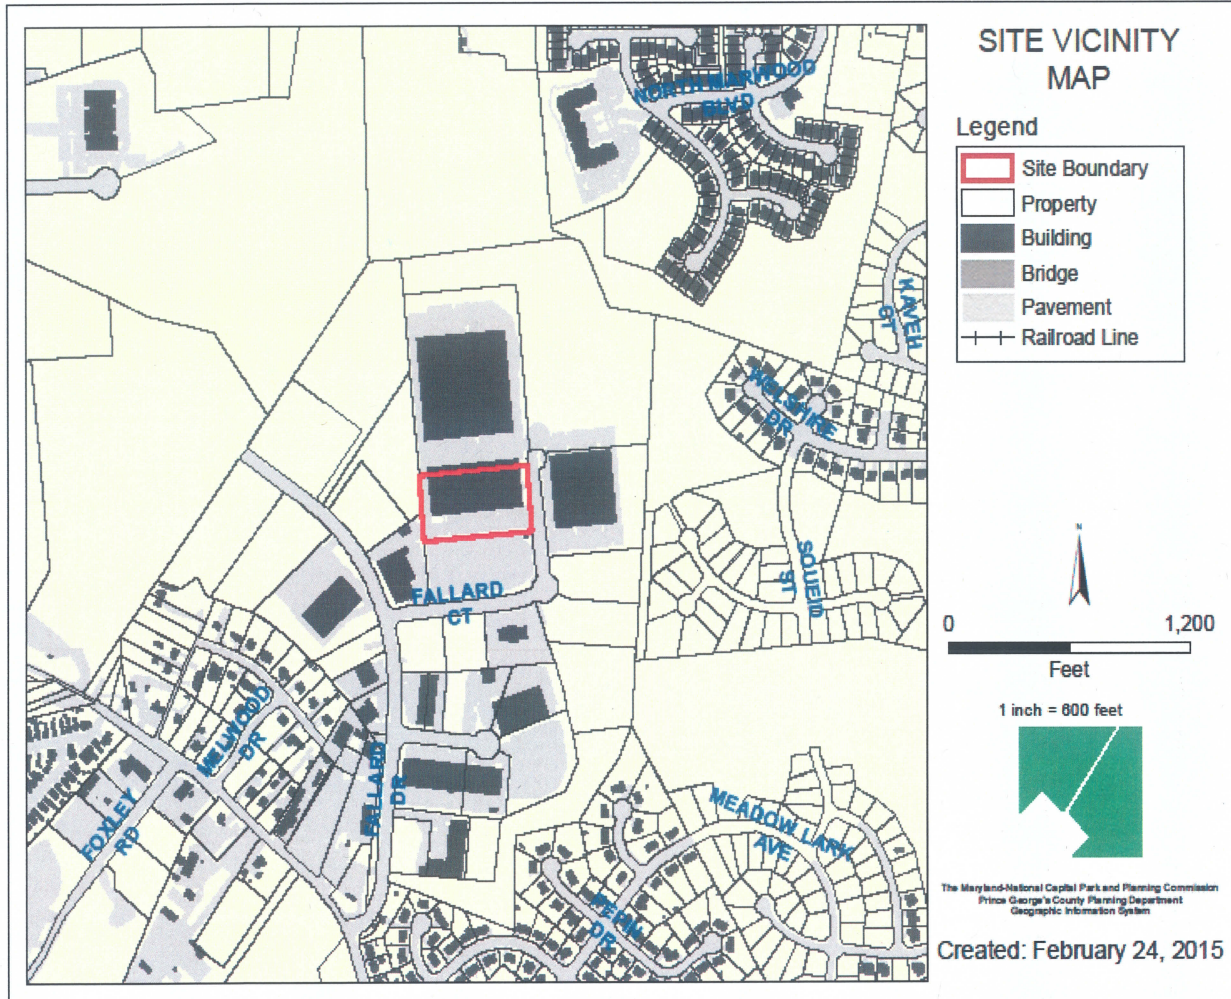 SITE VICINITY
MAP
Legend
Site Boundary
Property
Building
Bridge
Pavement
Railroad Line
N
0 1,200
Feet
1 inch = 600 feet
The Maryland-National Capital Park and Planning Commission
Prince George's County Planning Department
Geographic Information System
Created: February 24, 2015
NORTH MARWOOD
BLVD
KAVEH
CT
WELSHIRE
DR
SOUEID
ST
FALLARD
CT
MELWOOD
DR
FALLARD
DR
FOXLEY
RD
MEADOW LARK
AVE
DR